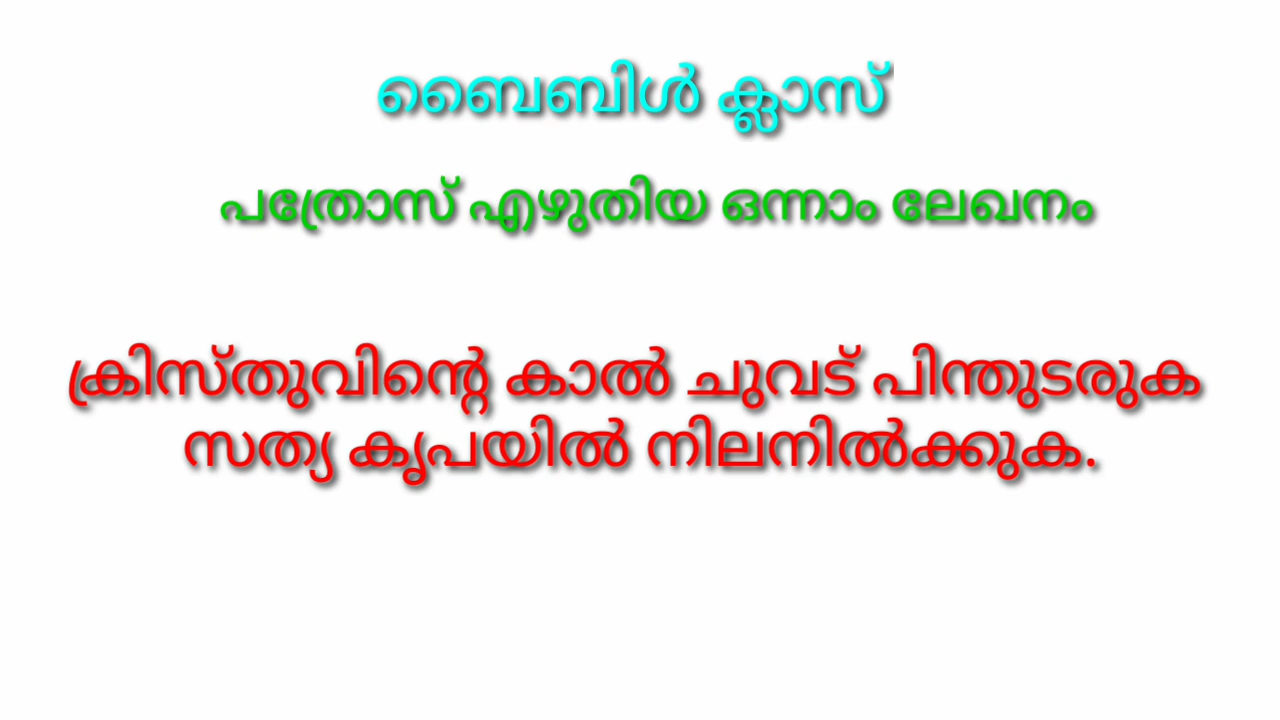 ബൈബിൾ ക്ലാസ്
പത്രോസ് എഴുതിയ ഒന്നാം ലേഖനം
ക്രിസ്തുവിന്റെ കാൽ ചുവട് പിന്തുടരുക
സത്യ കൃപയിൽ നിലനിൽക്കുക.